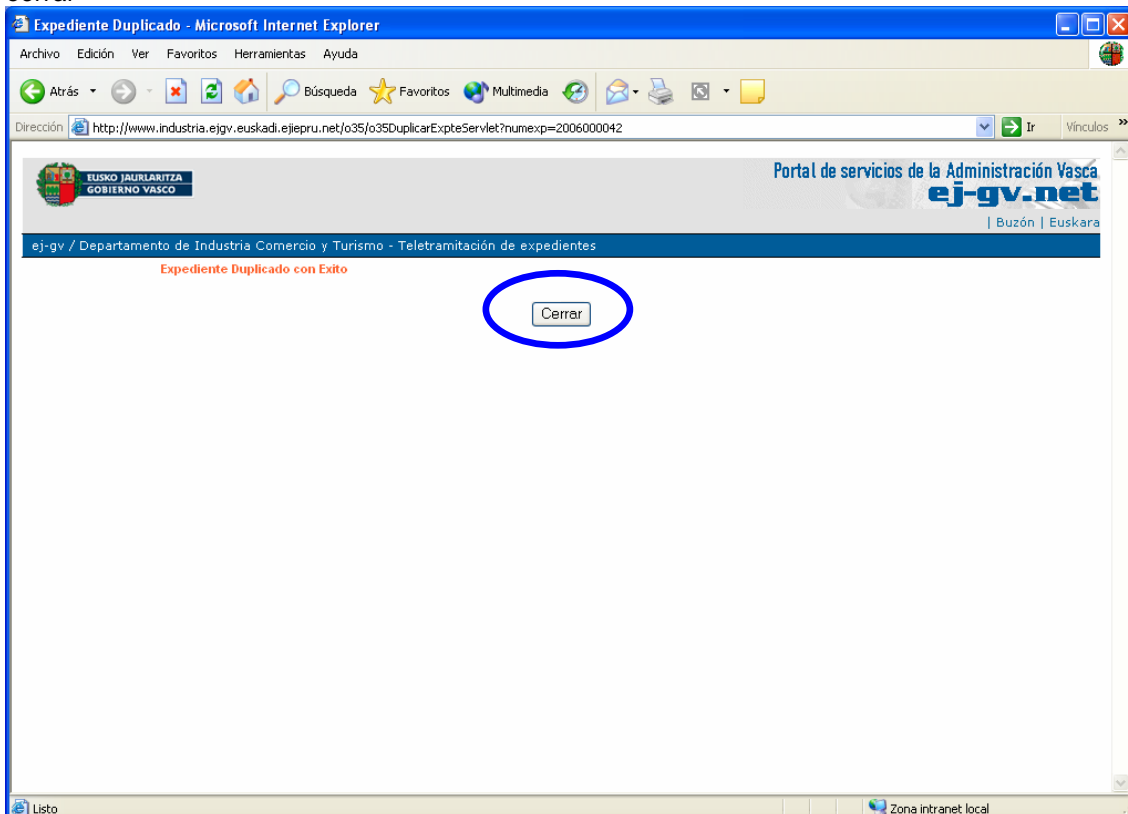 Expediente Duplicado - Microsoft Internet Explorer
Archivo Edición Ver Favoritos Herramientas Ayuda
Atrás Búsqueda Favoritos Multimedia
Dirección http://www.industria.ejgv.euskadi.ejiepru.net/o35/o35DuplicarExpteServlet?numexp=2006000042 Ir Vínculos »
EUSKO JAURLARITZA
GOBIERNO VASCO
Portal de servicios de la Administración Vasca
ej-gv.net
| Buzón | Euskara
ej-gv / Departamento de Industria Comercio y Turismo - Teletramitación de expedientes
Expediente Duplicado con Exito
Cerrar
Listo Zona intranet local